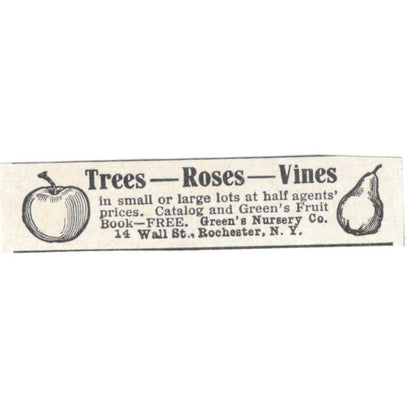 Trees—Roses—Vines
in small or large lots at half agents'
prices. Catalog and Green's Fruit
Book—FREE. Green's Nursery Co.
14 Wall St., Rochester, N. Y.